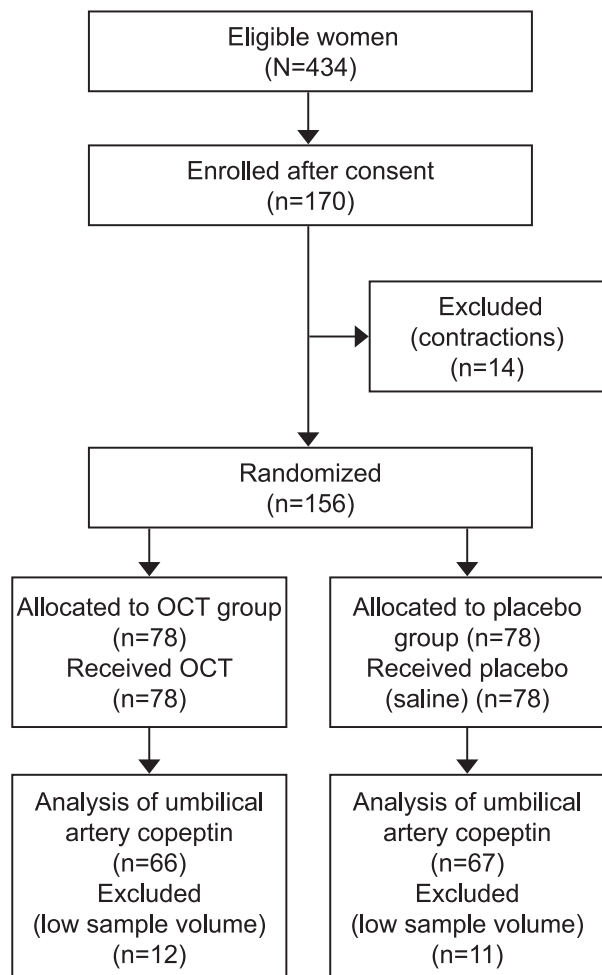 Eligible women
(N=434)
Enrolled after consent
(n=170)
Excluded
(contractions)
(n=14)
Randomized
(n=156)
Allocated to OCT group
(n=78)
Received OCT
(n=78)
Allocated to placebo
group (n=78)
Received placebo
(saline) (n=78)
Analysis of umbilical
artery copeptin
(n=66)
Excluded
(low sample volume)
(n=12)
Analysis of umbilical
artery copeptin
(n=67)
Excluded
(low sample volume)
(n=11)